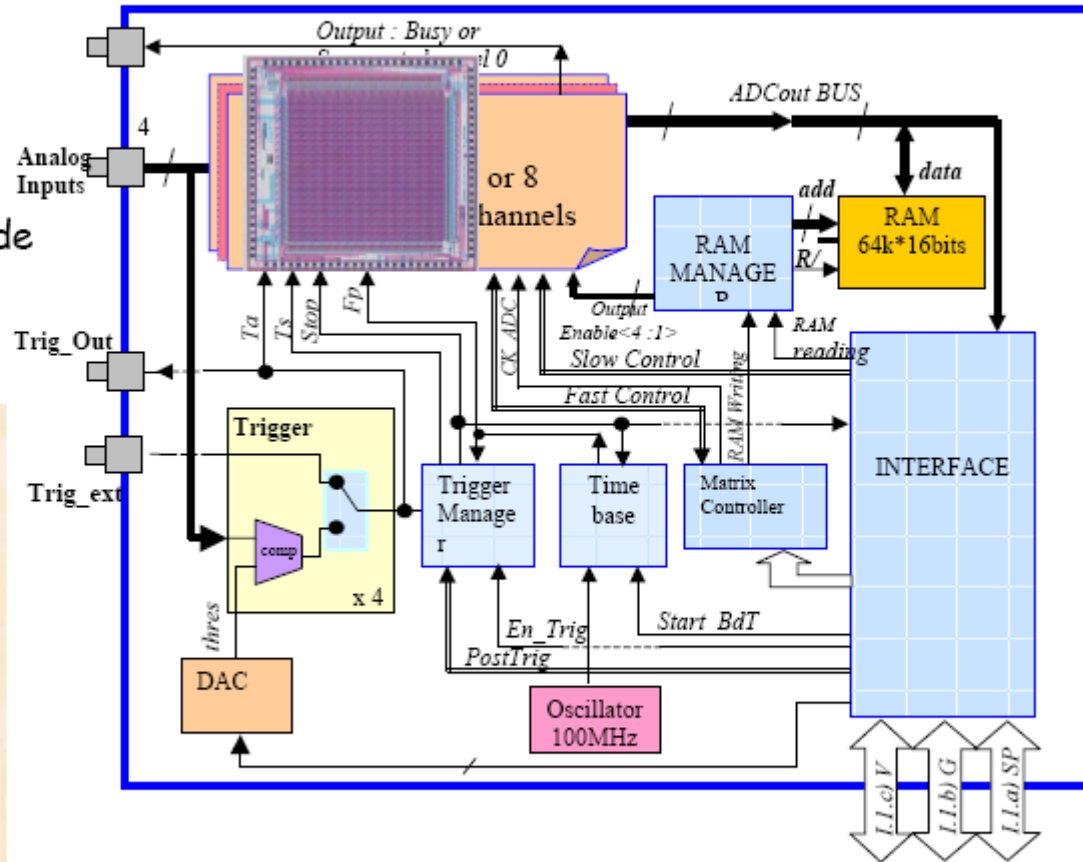 Output : Busy or
l 0
4
Analog
Inputs
de
or 8
hannels
ADCout BUS
data
add
R/
RAM
64k*16bits
RAM
MANAGE
R
Output
Enable<4 :1>
Ta
Ts
Stop
Fp
CK ADC
RAM
reading
Slow Control
Fast Control
RAM Writing
Trig_Out
Trig_ext
Trigger
comp
x 4
thres
Trigger
Manage
r
Time
base
Matrix
Controller
INTERFACE
Start BdT
En_Trig
PostTrig
DAC
Oscillator
100MHz
I.1.c) V
I.1.b) G
I.1.a) SP